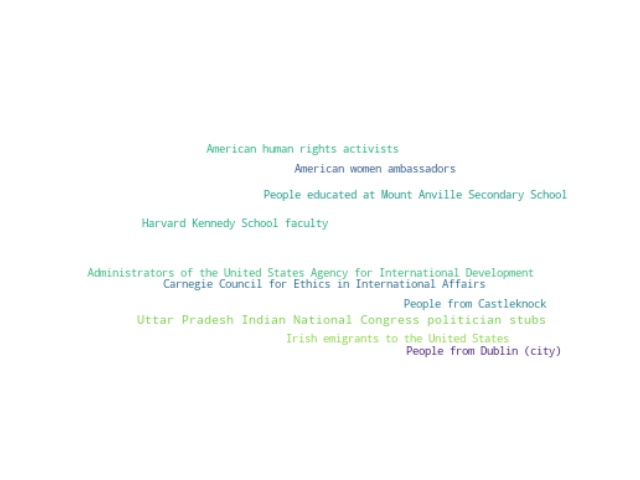 American human rights activists
American women ambassadors
People educated at Mount Anville Secondary School
Harvard Kennedy School faculty
Administrators of the United States Agency for International Development
Carnegie Council for Ethics in International Affairs
People from Castleknock
Uttar Pradesh Indian National Congress politician stubs
Irish emigrants to the United States
People from Dublin (city)